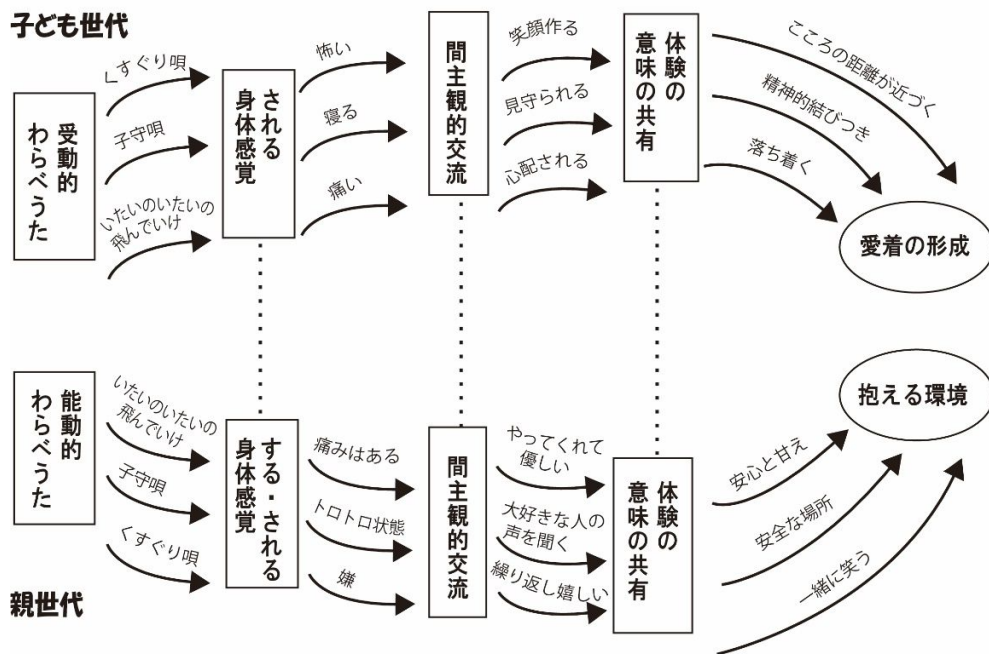 子ども世代
受動的
わらべうた
くすぐり唄
子守唄
いたいのいたいの
飛んでいけ
される
身体感覚
怖い
寝る
痛い
間主観的交流
笑顔作る
見守られる
心配される
体験の
意味の共有
こころの距離が近づく
精神的結びつき
落ち着く
愛着の形成
能動的
わらべうた
いたいのいたいの
飛んでいけ
子守唄
くすぐり唄
する・される
身体感覚
痛みはある
トロトロ状態
嫌
間主観的交流
やってくれて
優しい
大好きな人の
声を聞く
繰り返し嬉しい
体験の
意味の共有
安心と甘え
安全な場所
一緒に笑う
抱える環境
親世代